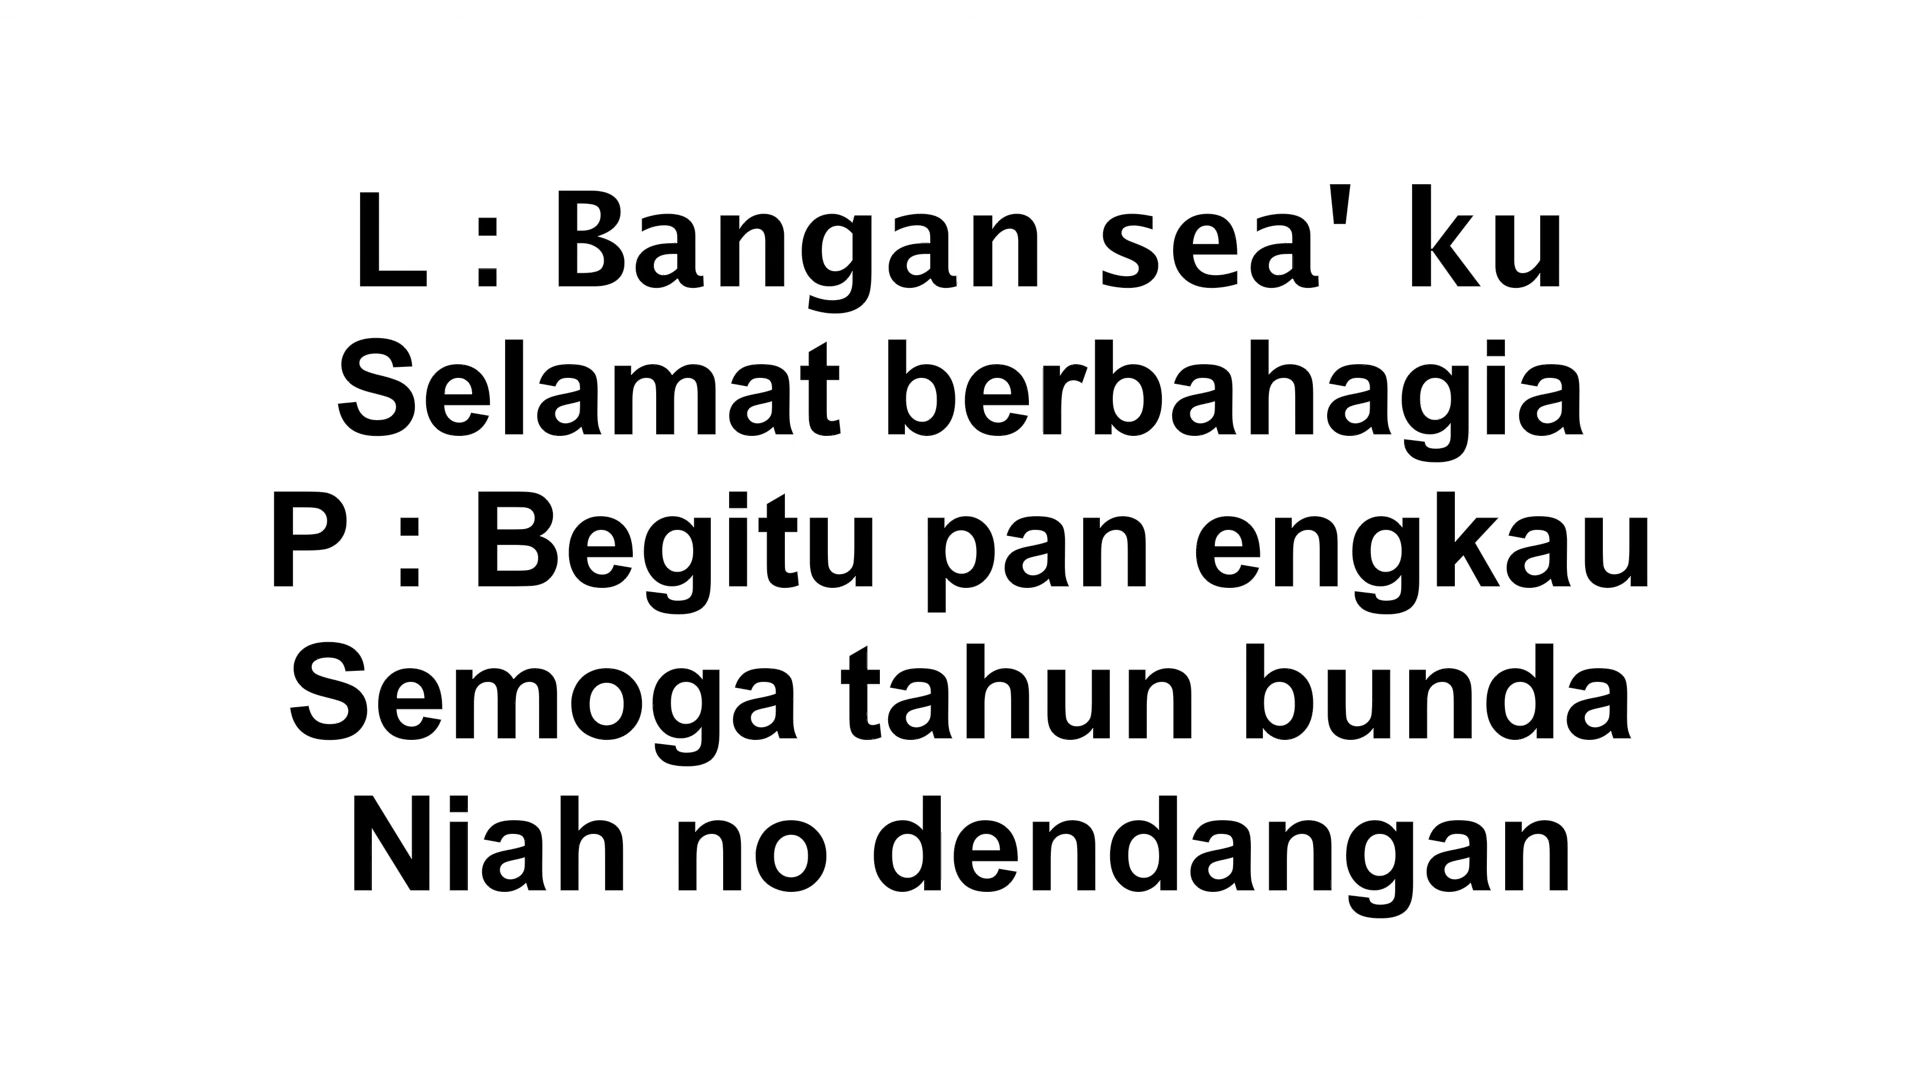 L : Bangan sea' ku
Selamat berbahagia
P : Begitu pan engkau
Semoga tahun bunda
Niah no dendangan